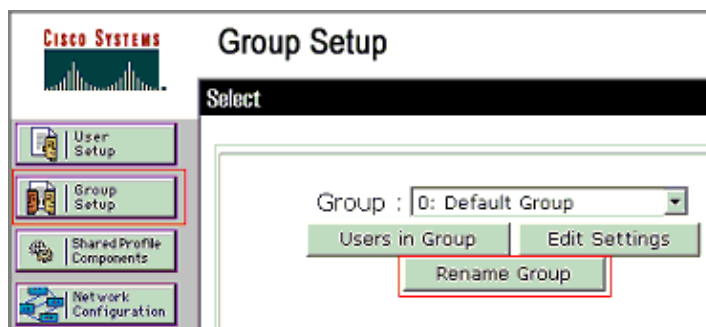 CISCO SYSTEMS
Group Setup
Select
User
Setup
Group
Setup
Shared Profile
Components
Network
Configuration
Group : 0: Default Group
Users in Group Edit Settings
Rename Group